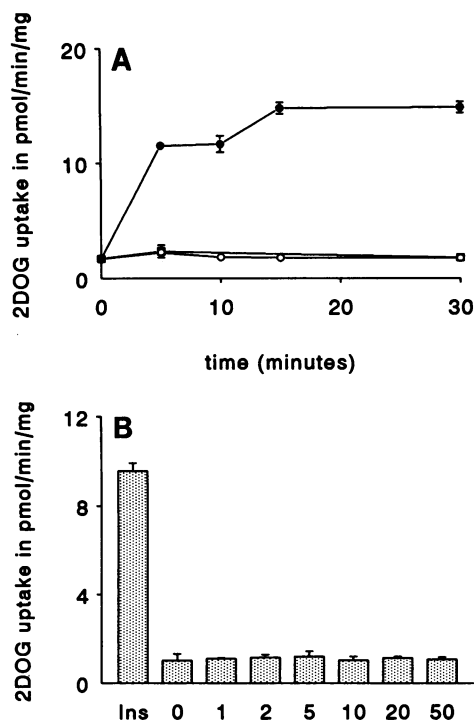 2DOG uptake in pmol/min/mg
A
20
10
0
0 10 20 30
time (minutes)
2DOG uptake in pmol/min/mg
B
12
8
4
0
Ins 0 1 2 5 10 20 50